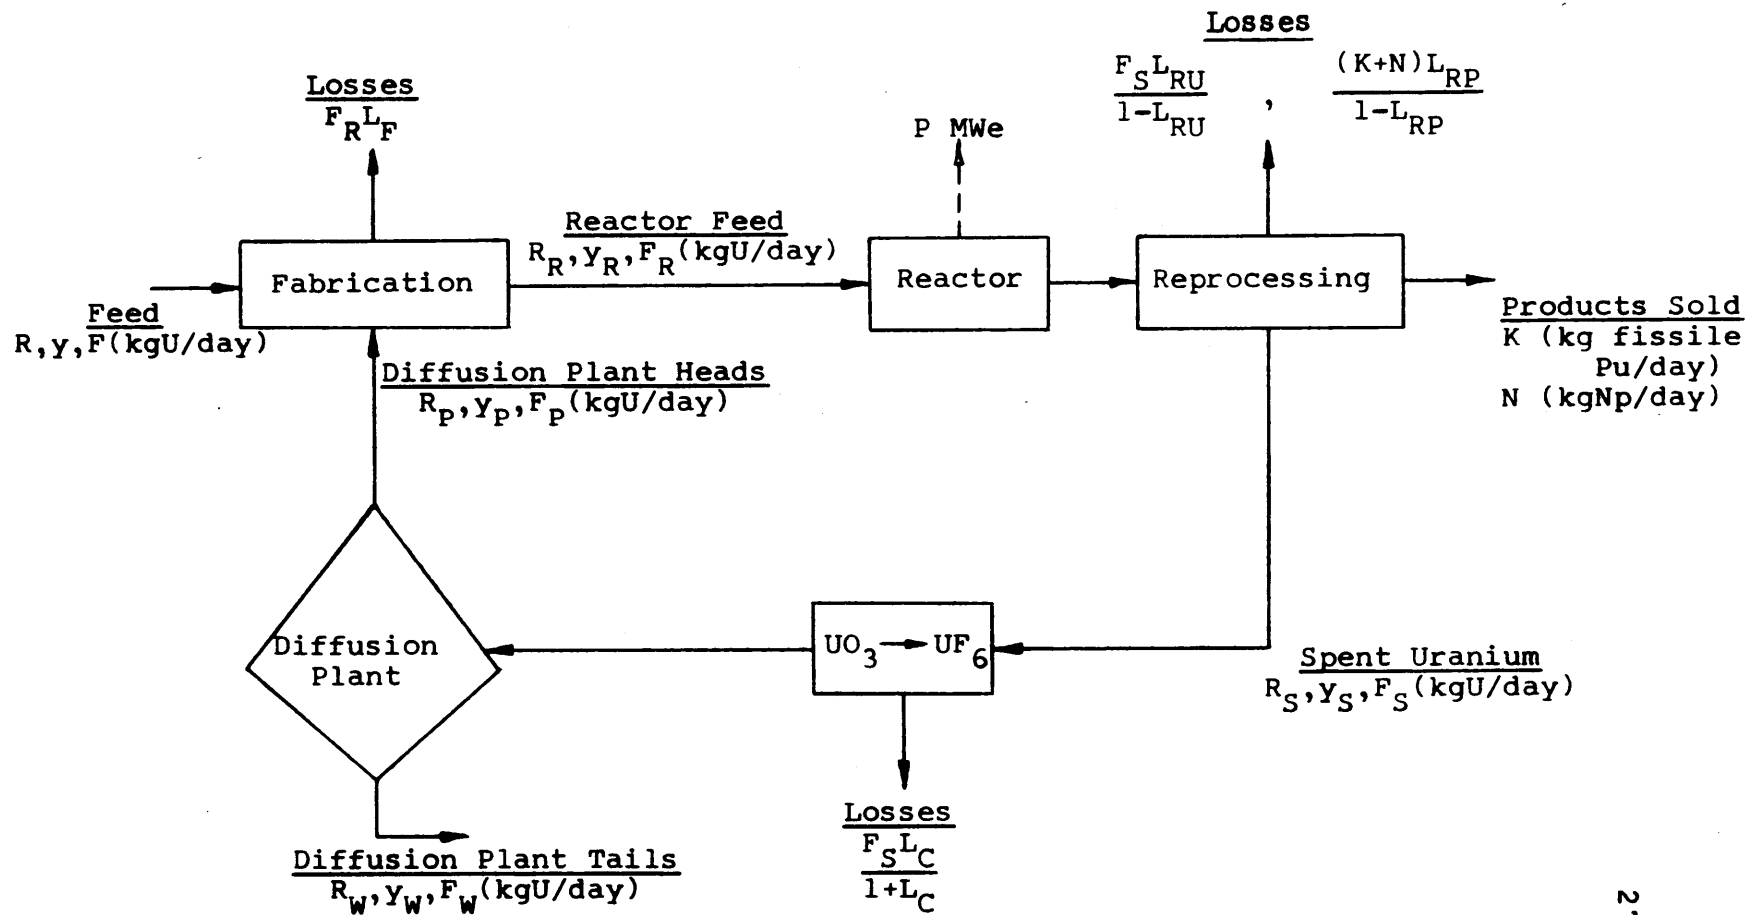 Losses
F_S L_RU / 1-L_RU , (K+N)L_RP / 1-L_RP
Losses
F_R L_F
P MWe
Reactor Feed
R_R, y_R, F_R (kgU/day)
Fabrication
Reactor
Reprocessing
Feed
R, y, F (kgU/day)
Products Sold
K (kg fissile
Pu/day)
N (kgNp/day)
Diffusion Plant Heads
R_P, y_P, F_P (kgU/day)
Diffusion
Plant
UO_3 → UF_6
Spent Uranium
R_S, y_S, F_S (kgU/day)
Losses
F_S L_C / 1+L_C
Diffusion Plant Tails
R_W, y_W, F_W (kgU/day)